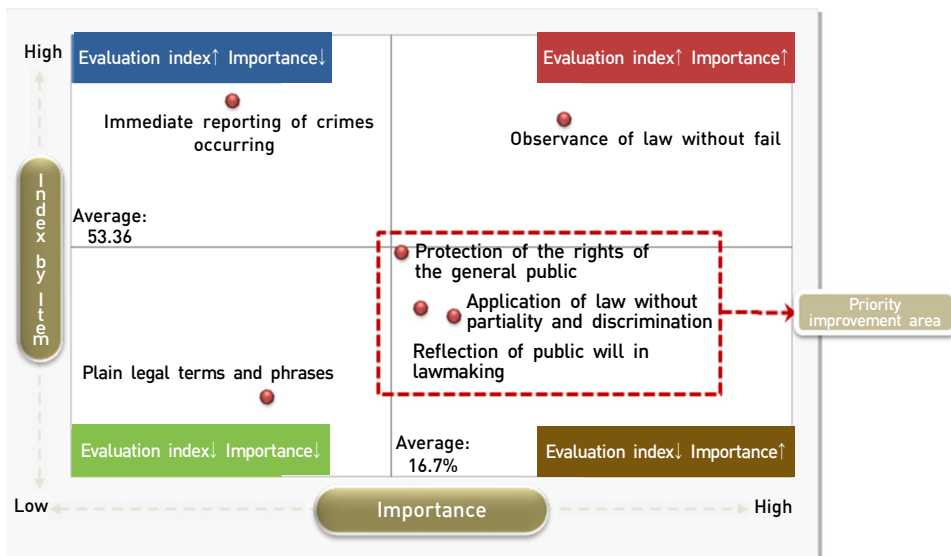 High
Evaluation index↑ Importance↓
Evaluation index↑ Importance↑
Immediate reporting of crimes
occurring
Observance of law without fail
Index by Item
Average:
53.36
Protection of the rights of
the general public
Application of law without
partiality and discrimination
Reflection of public will in
lawmaking
Priority
improvement area
Plain legal terms and phrases
Evaluation index↓ Importance↓
Average:
16.7%
Evaluation index↓ Importance↑
Low
Importance
High